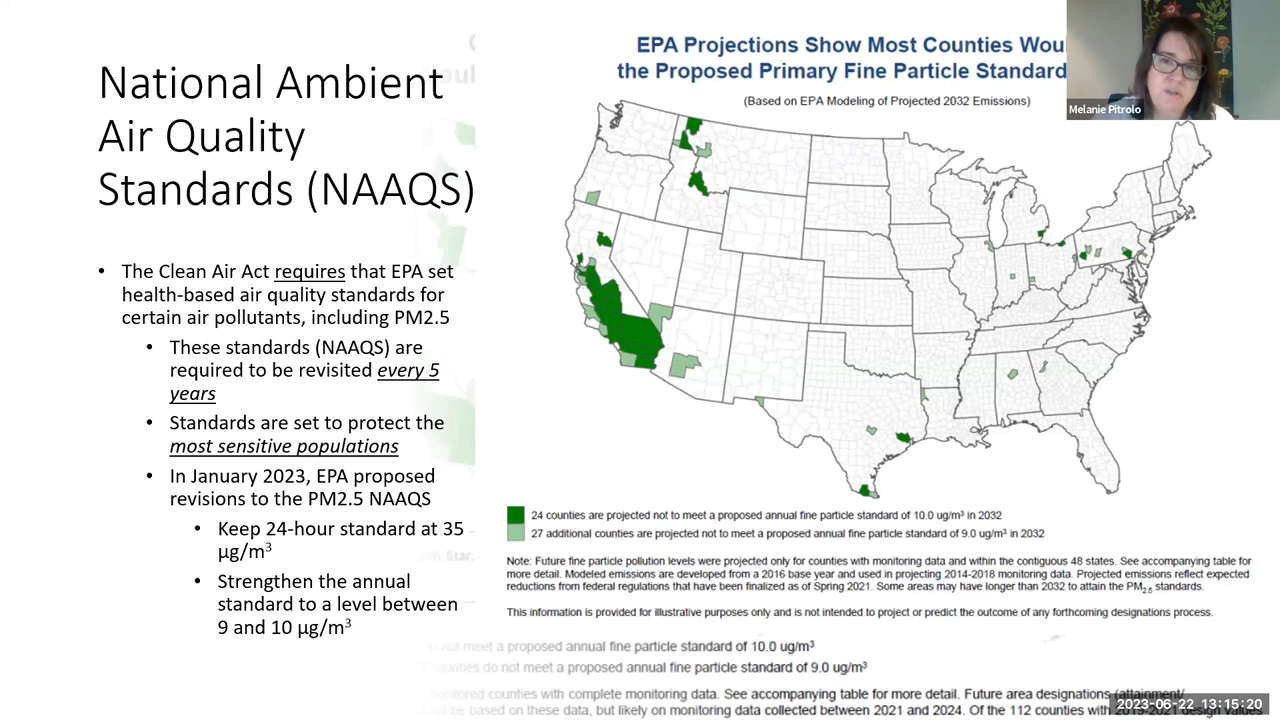 National Ambient
Air Quality
Standards (NAAQS)
• The Clean Air Act requires that EPA set
health-based air quality standards for
certain air pollutants, including PM2.5
• These standards (NAAQS) are
required to be revisited every 5
years
• Standards are set to protect the
most sensitive populations
• In January 2023, EPA proposed
revisions to the PM2.5 NAAQS
• Keep 24-hour standard at 35
µg/m³
• Strengthen the annual
standard to a level between
9 and 10 µg/m³
EPA Projections Show Most Counties
the Proposed Primary Fine Particle Standard
(Based on EPA Modeling of Projected 2032 Emissions)
Melanie Pitrolo
24 counties are projected not to meet a proposed annual fine particle standard of 10.0 ug/m³ in 2032
27 additional counties are projected not to meet a proposed annual fine particle standard of 9.0 ug/m³ in 2032
Note: Future fine particle pollution levels were projected only for counties with monitoring data and within the contiguous 48 states. See accompanying table for
more detail. Modeled emissions are developed from a 2016 base year and used in projecting 2014-2018 monitoring data. Projected emissions reflect expected
reductions from federal regulations that have been finalized as of Spring 2021. Some areas may have longer than 2032 to attain the PM2.5 standards.
This information is provided for illustrative purposes only and is not intended to project or predict the outcome of any forthcoming designations process.
meet a proposed annual fine particle standard of 10.0 ug/m³
do not meet a proposed annual fine particle standard of 9.0 ug/m³
counties with complete monitoring data. See accompanying table for more detail. Future area designations (attainment/
be based on these data, but likely on monitoring data collected between 2021 and 2024. Of the 112 counties with
2023-06-22 13:15:20